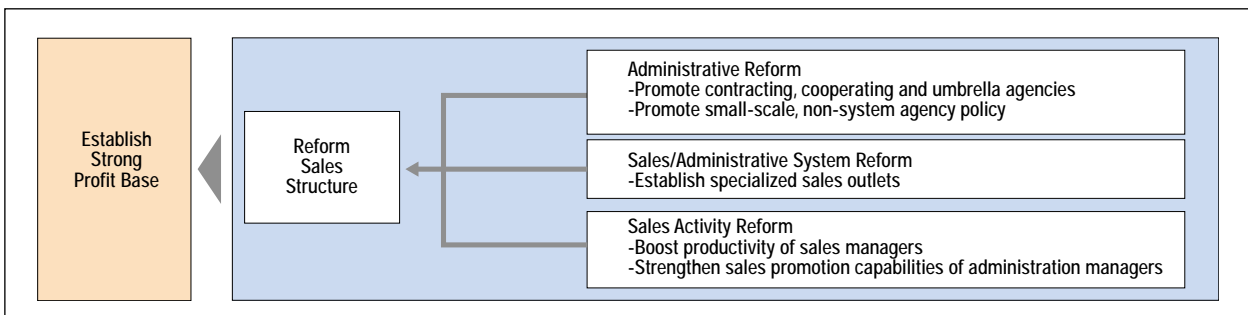 Establish
Strong
Profit Base
Reform
Sales
Structure
Administrative Reform
-Promote contracting, cooperating and umbrella agencies
-Promote small-scale, non-system agency policy
Sales/Administrative System Reform
-Establish specialized sales outlets
Sales Activity Reform
-Boost productivity of sales managers
-Strengthen sales promotion capabilities of administration managers